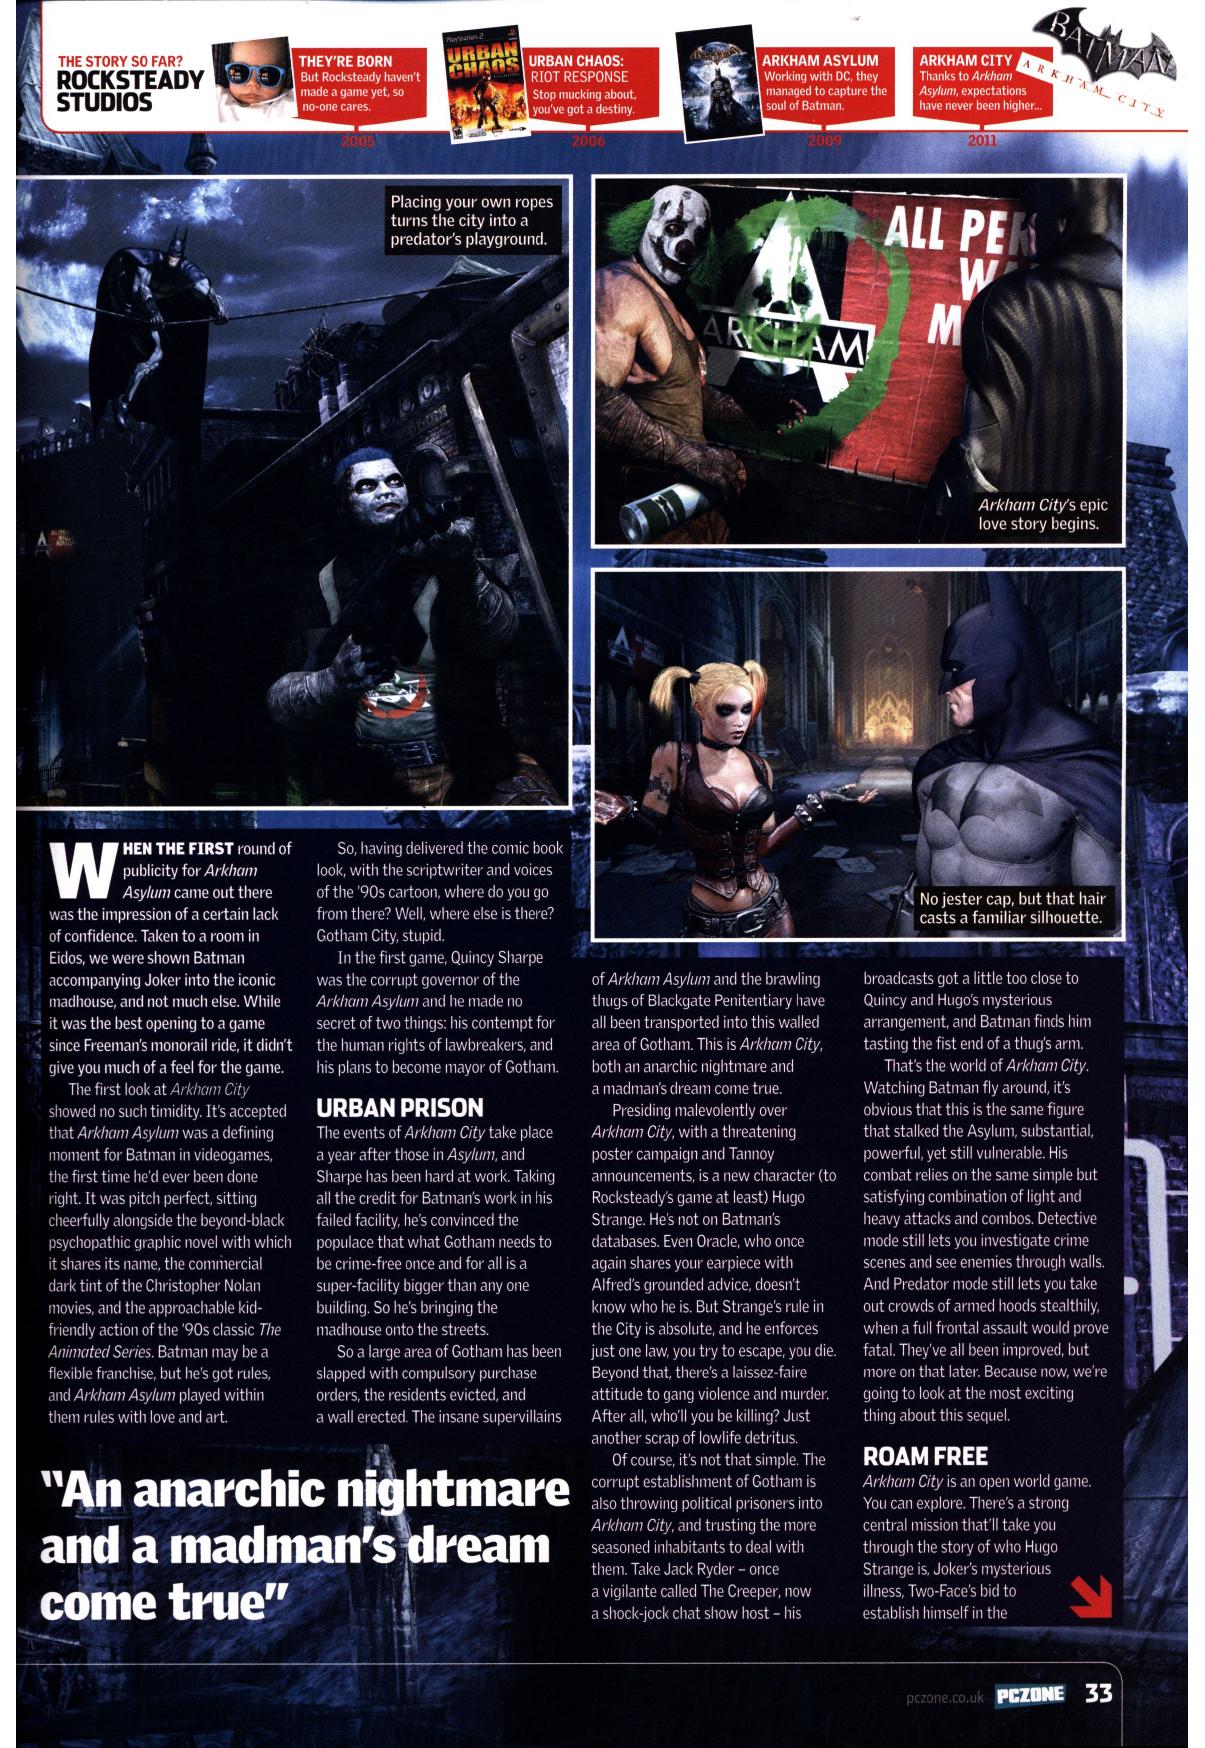 THE STORY SO FAR?
ROCKSTEADY
STUDIOS
THEY'RE BORN
But Rocksteady haven't
made a game yet, so
no-one cares.
2005
PlayStation 2
URBAN
CHAOS
URBAN CHAOS:
RIOT RESPONSE
Stop mucking about,
you've got a destiny.
2006
ARKHAM ASYLUM
Working with DC, they
managed to capture the
soul of Batman.
2009
ARKHAM CITY
Thanks to Arkham
Asylum, expectations
have never been higher...
2011
BATMAN
ARKHAM CITY
Placing your own ropes
turns the city into a
predator's playground.
ALL PER
WA
M
ARKHAM
Arkham City's epic
love story begins.
No jester cap, but that hair
casts a familiar silhouette.
WHEN THE FIRST round of
publicity for Arkham
Asylum came out there
was the impression of a certain lack
of confidence. Taken to a room in
Eidos, we were shown Batman
accompanying Joker into the iconic
madhouse, and not much else. While
it was the best opening to a game
since Freeman's monorail ride, it didn't
give you much of a feel for the game.
The first look at Arkham City
showed no such timidity. It's accepted
that Arkham Asylum was a defining
moment for Batman in videogames,
the first time he'd ever been done
right. It was pitch perfect, sitting
cheerfully alongside the beyond-black
psychopathic graphic novel with which
it shares its name, the commercial
dark tint of the Christopher Nolan
movies, and the approachable kid-
friendly action of the '90s classic The
Animated Series. Batman may be a
flexible franchise, but he's got rules,
and Arkham Asylum played within
them rules with love and art.
So, having delivered the comic book
look, with the scriptwriter and voices
of the '90s cartoon, where do you go
from there? Well, where else is there?
Gotham City, stupid.
In the first game, Quincy Sharpe
was the corrupt governor of the
Arkham Asylum and he made no
secret of two things: his contempt for
the human rights of lawbreakers, and
his plans to become mayor of Gotham.
URBAN PRISON
The events of Arkham City take place
a year after those in Asylum, and
Sharpe has been hard at work. Taking
all the credit for Batman's work in his
failed facility, he's convinced the
populace that what Gotham needs to
be crime-free once and for all is a
super-facility bigger than any one
building. So he's bringing the
madhouse onto the streets.
So a large area of Gotham has been
slapped with compulsory purchase
orders, the residents evicted, and
a wall erected. The insane supervillains
"An anarchic nightmare
and a madman's dream
come true"
of Arkham Asylum and the brawling
thugs of Blackgate Penitentiary have
all been transported into this walled
area of Gotham. This is Arkham City,
both an anarchic nightmare and
a madman's dream come true.
Presiding malevolently over
Arkham City, with a threatening
poster campaign and Tannoy
announcements, is a new character (to
Rocksteady's game at least) Hugo
Strange. He's not on Batman's
databases. Even Oracle, who once
again shares your earpiece with
Alfred's grounded advice, doesn't
know who he is. But Strange's rule in
the City is absolute, and he enforces
just one law, you try to escape, you die.
Beyond that, there's a laissez-faire
attitude to gang violence and murder.
After all, who'll you be killing? Just
another scrap of lowlife detritus.
Of course, it's not that simple. The
corrupt establishment of Gotham is
also throwing political prisoners into
Arkham City, and trusting the more
seasoned inhabitants to deal with
them. Take Jack Ryder – once
a vigilante called The Creeper, now
a shock-jock chat show host – his
broadcasts got a little too close to
Quincy and Hugo's mysterious
arrangement, and Batman finds him
tasting the fist end of a thug's arm.
That's the world of Arkham City.
Watching Batman fly around, it's
obvious that this is the same figure
that stalked the Asylum, substantial,
powerful, yet still vulnerable. His
combat relies on the same simple but
satisfying combination of light and
heavy attacks and combos. Detective
mode still lets you investigate crime
scenes and see enemies through walls.
And Predator mode still lets you take
out crowds of armed hoods stealthily,
when a full frontal assault would prove
fatal. They've all been improved, but
more on that later. Because now, we're
going to look at the most exciting
thing about this sequel.
ROAM FREE
Arkham City is an open world game.
You can explore. There's a strong
central mission that'll take you
through the story of who Hugo
Strange is, Joker's mysterious
illness, Two-Face's bid to
establish himself in the
pczone.co.uk PCZONE 33